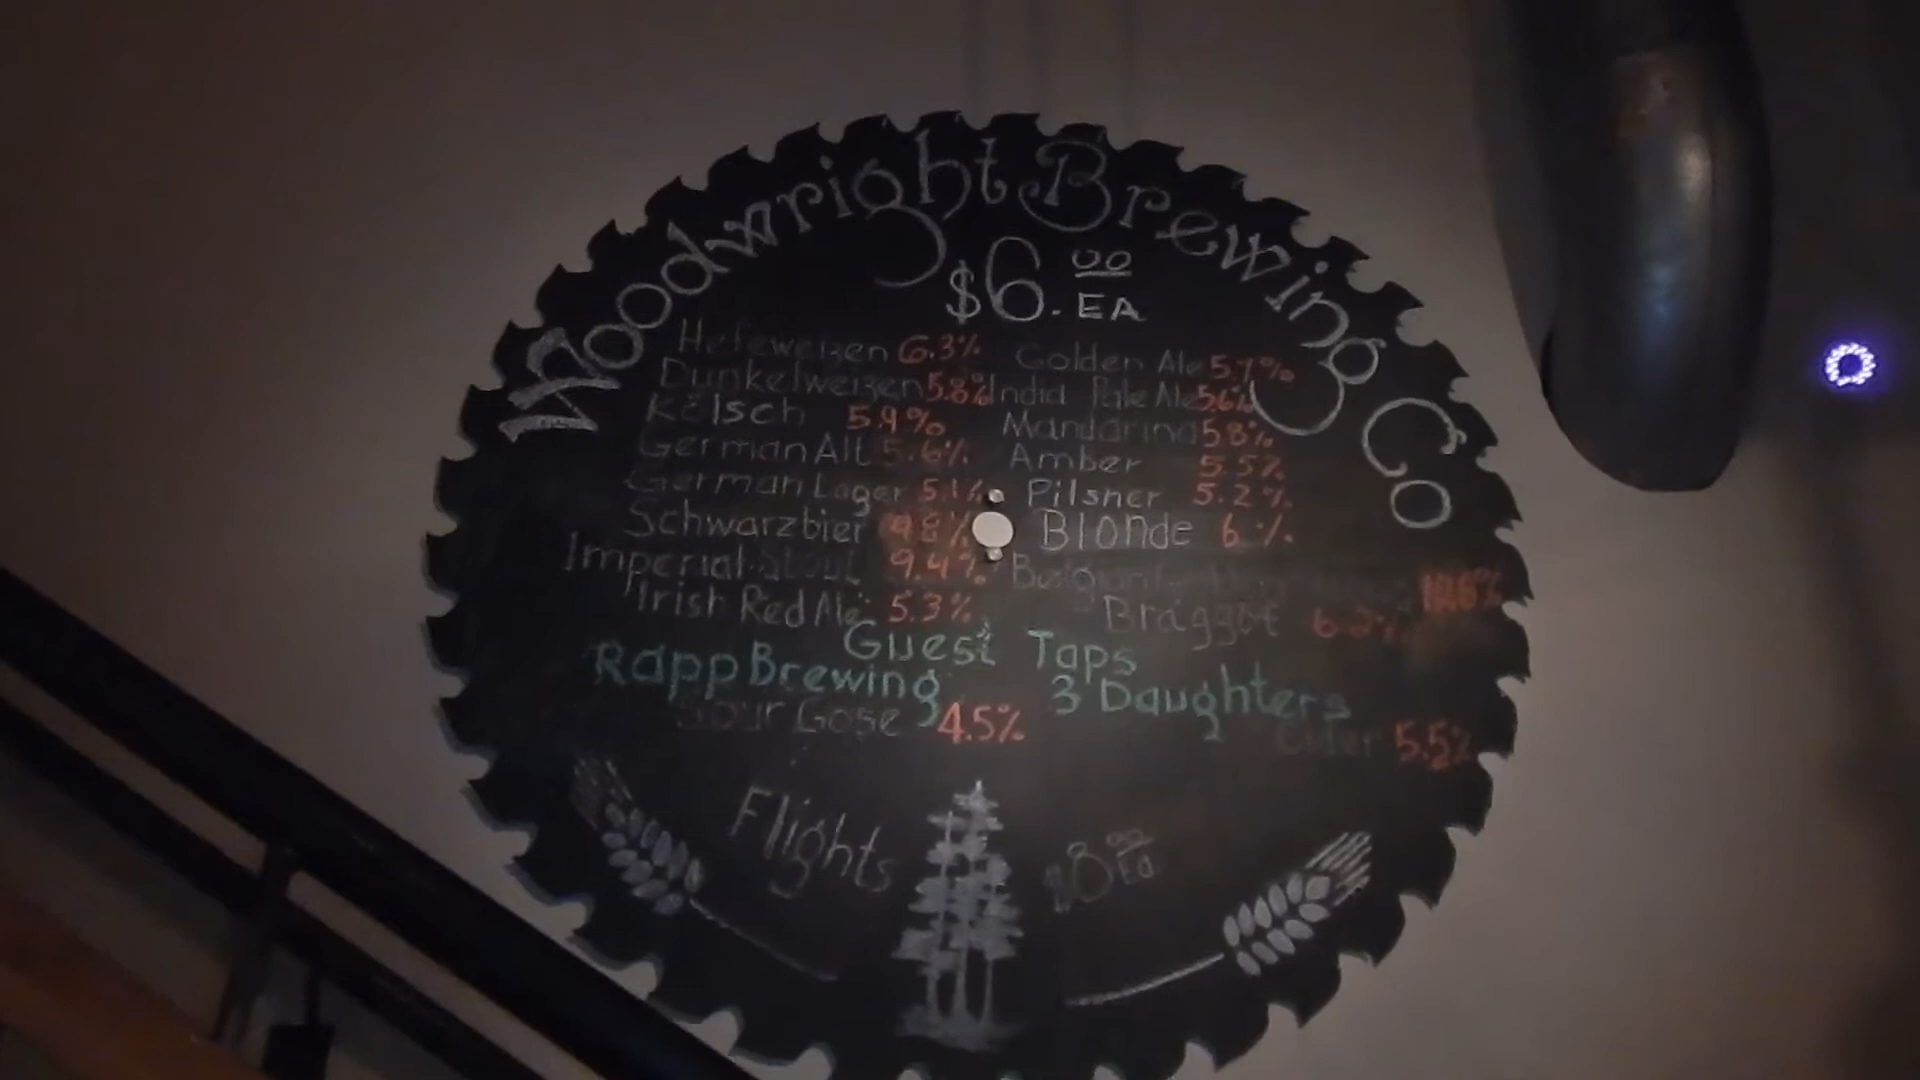 Woodwright Brewing Co
$6.00 EA
Hefeweizen 6.3%
Dunkelweizen 5.8%
Kölsch 5.9%
German Alt 5.6%
German Lager 5.1%
Schwarzbier 4.8%
Imperial Stout 9.4%
Irish Red Ale 5.3%
Golden Ale 5.7%
India Pale Ale 5.6%
Mandarina 5.8%
Amber 5.5%
Pilsner 5.2%
Blonde 6%
Belgian
Braggot 6.2%
Guest Taps
Rapp Brewing
Sour Gose 4.5%
3 Daughters
Cider 5.5%
Flights $8.00 Ea